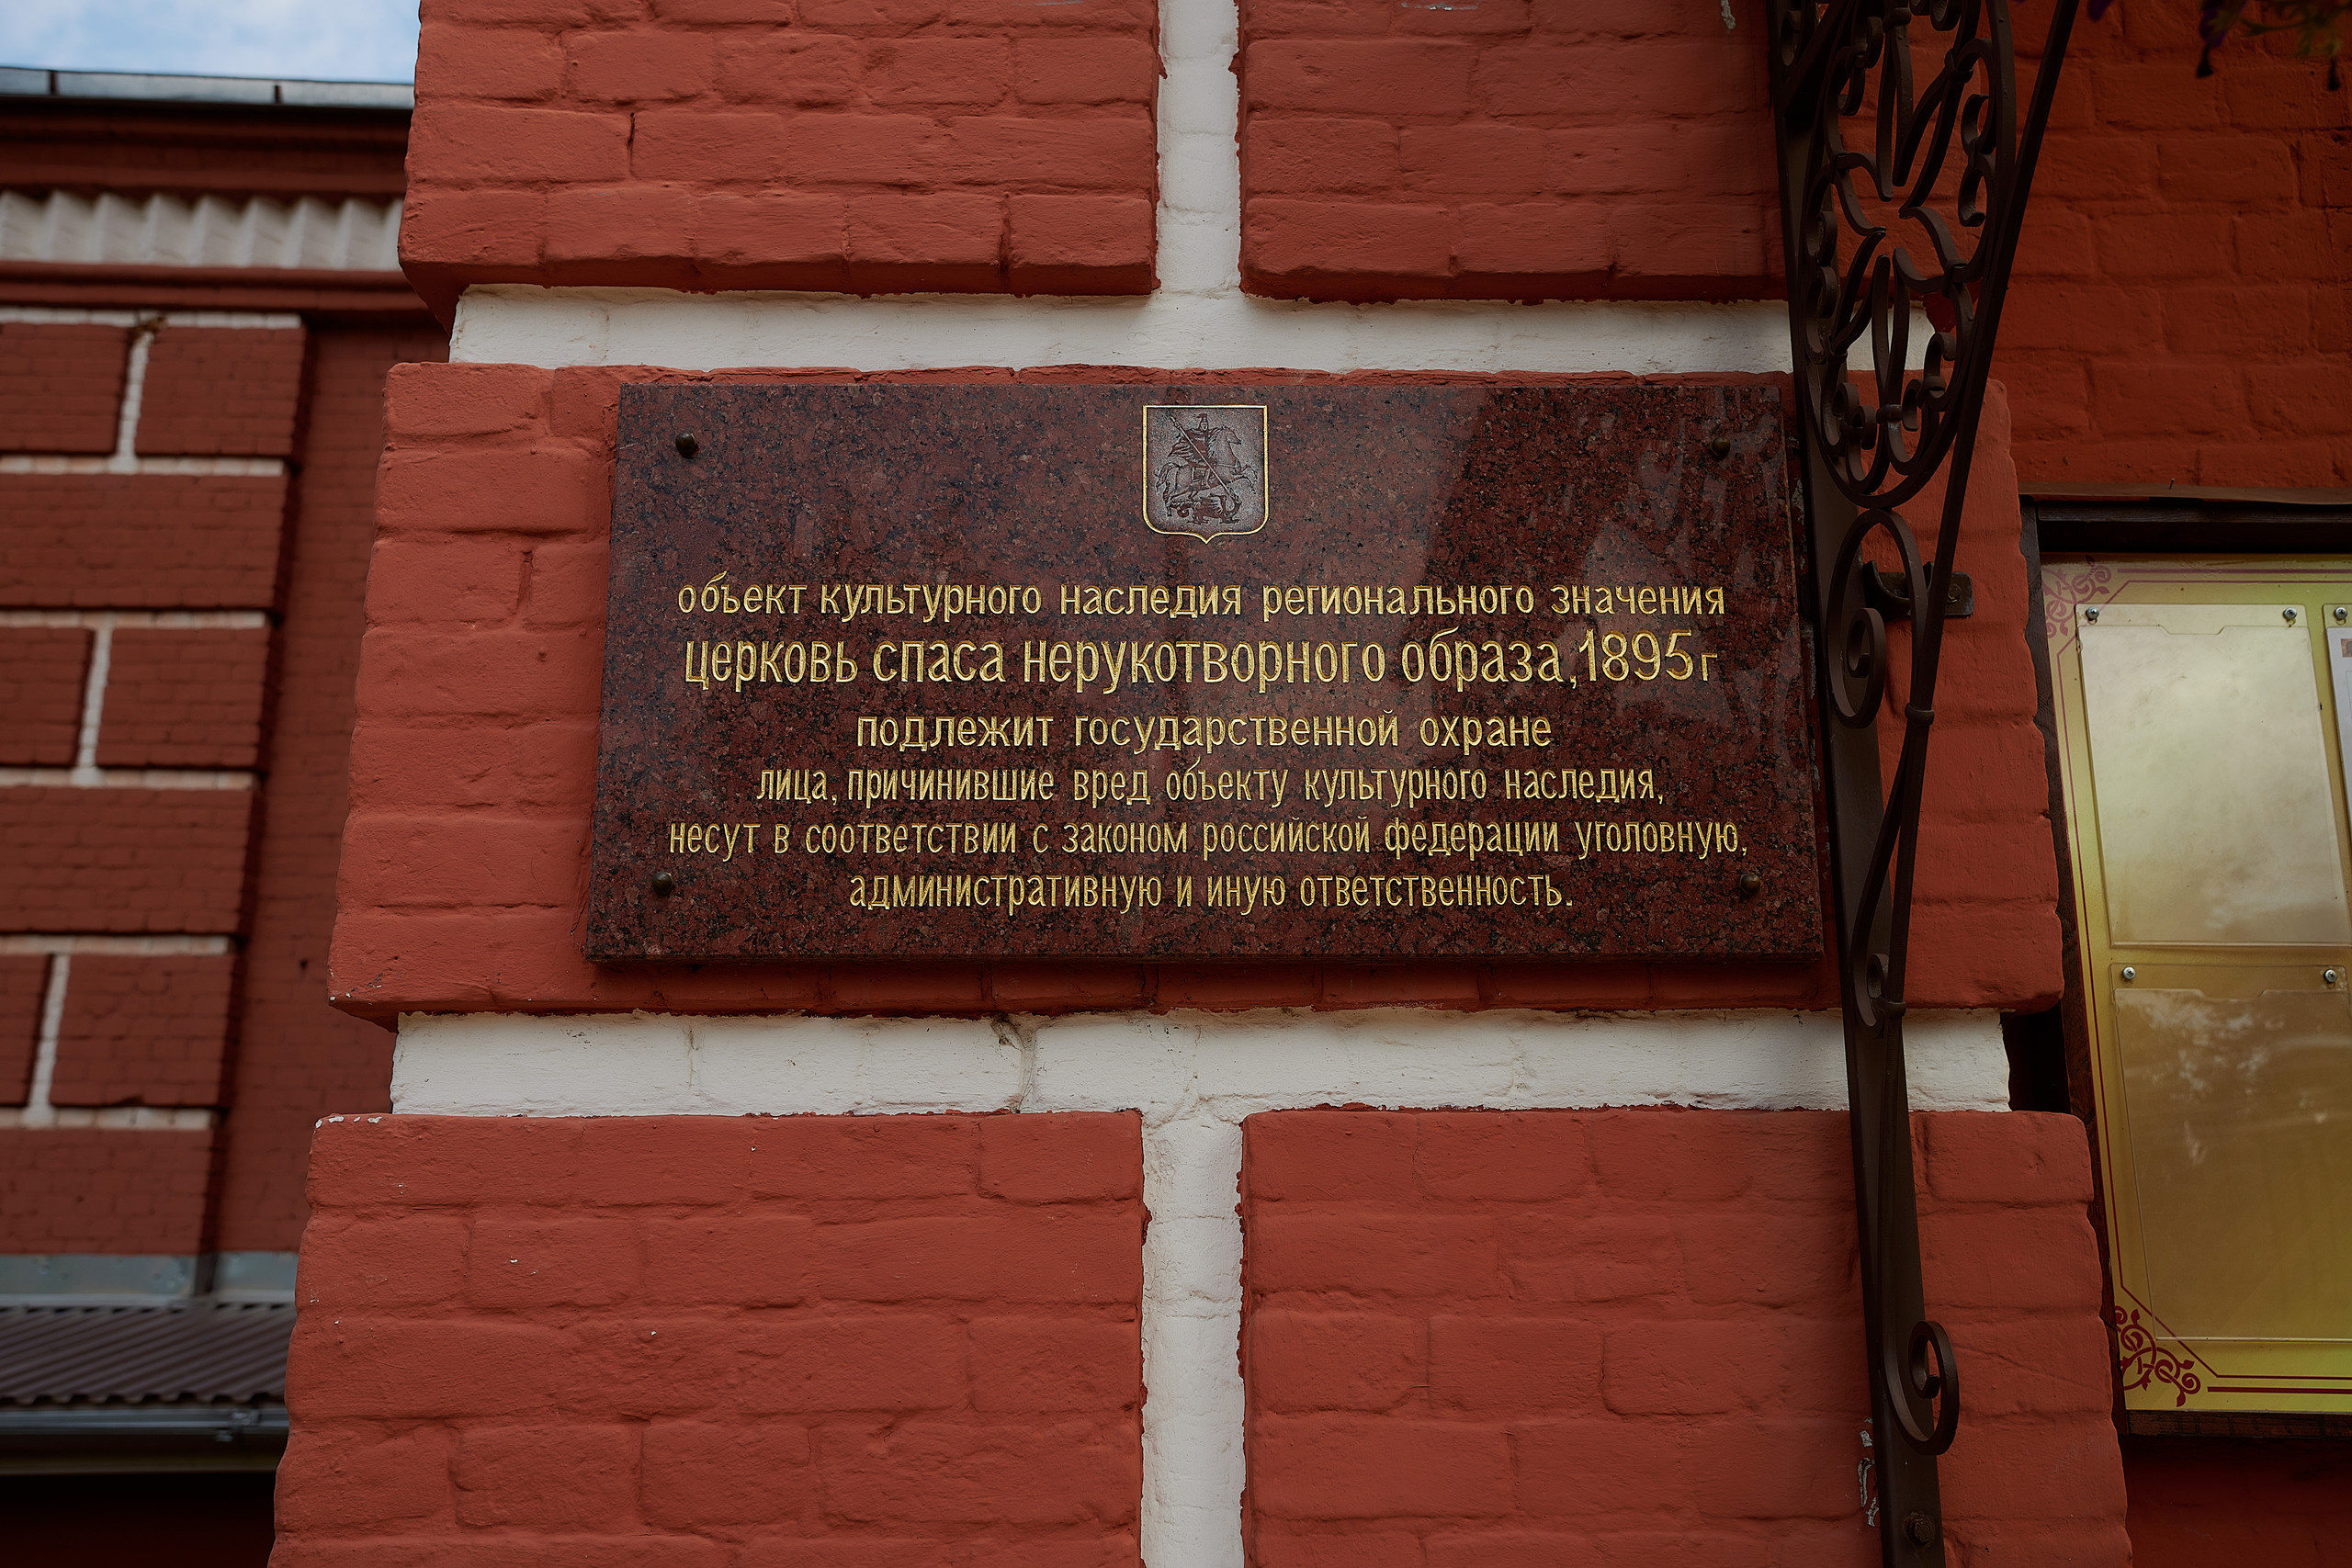 объект культурного наследия регионального значения
церковь спаса нерукотворного образа, 1895г
подлежит государственной охране
лица, причинившие вред объекту культурного наследия,
несут в соответствии с законом российской федерации уголовную,
административную и иную ответственность.